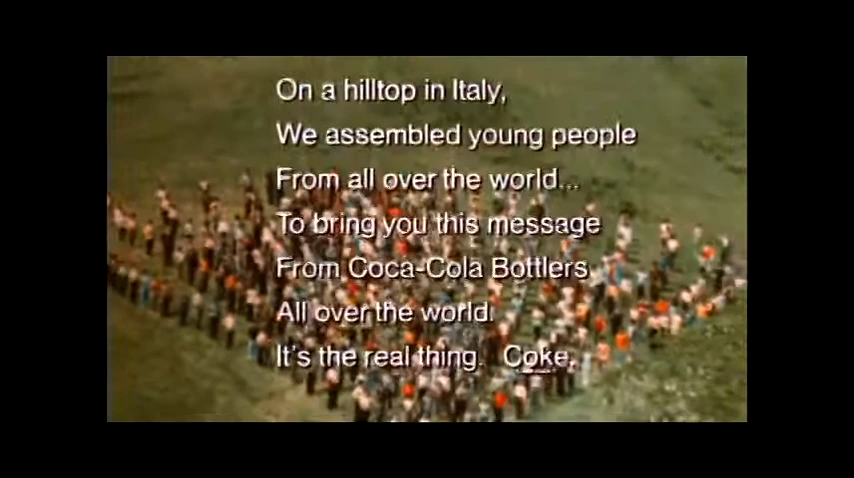 On a hilltop in Italy,
We assembled young people
From all over the world...
To bring you this message
From Coca-Cola Bottlers
All over the world.
It's the real thing. Coke.